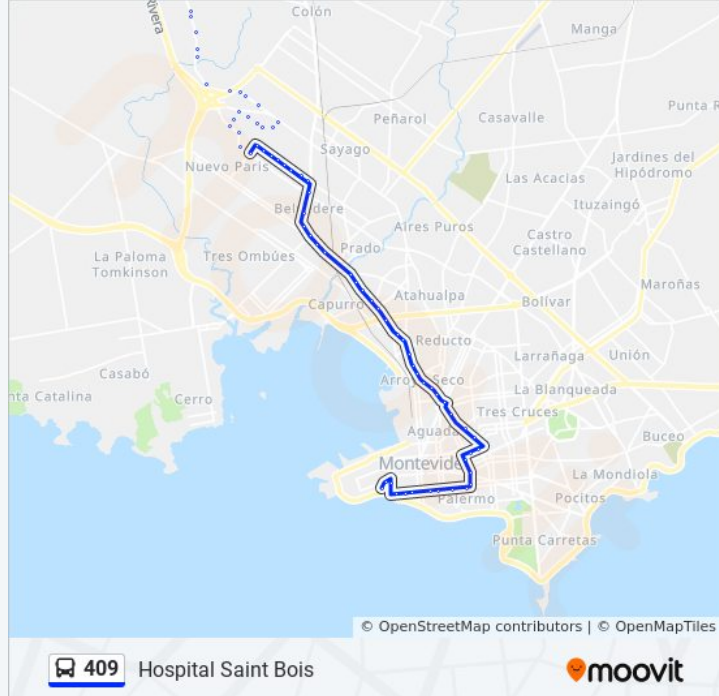 Rivera
Colón
Manga
Peñarol
Casavalle
Punta R
Sayago
Nuevo Paris
Jardines del
Hipódromo
Las Acacias
Ituzaingó
Belvedere
Aires Puros
Castro
Castellano
Prado
La Paloma
Tomkinson
Tres Ombúes
Maroñas
Capurro
Atahualpa
Bolívar
Reducto
Larrañaga
Unión
Casabó
Arroyo Seco
La Blanqueada
nta Catalina
Cerro
Tres Cruces
Aguada
Buceo
Montevide
La Mondiola
Palermo
Pocitos
Punta Carretas
© OpenStreetMap contributors | © OpenMapTiles
409 Hospital Saint Bois
moovit